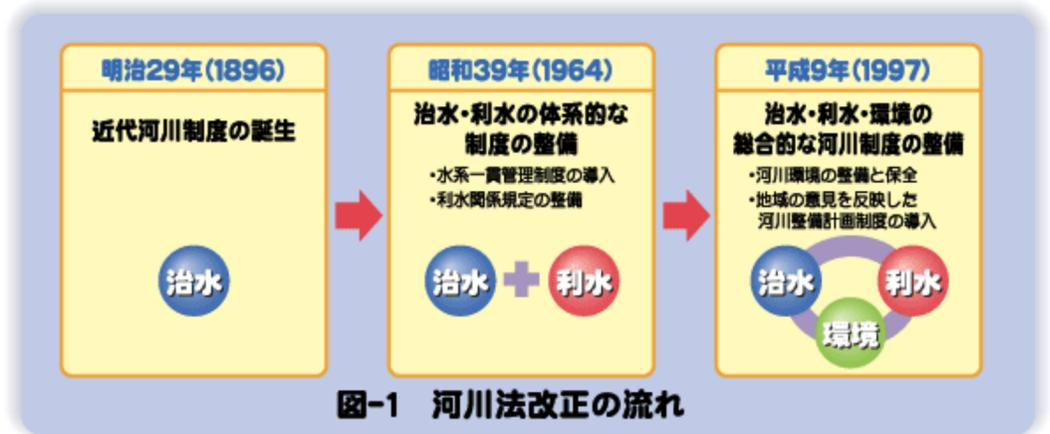 明治29年(1896)
近代河川制度の誕生
治水
昭和39年(1964)
治水・利水の体系的な
制度の整備
・水系一貫管理制度の導入
・利水関係規定の整備
治水
利水
平成9年(1997)
治水・利水・環境の
総合的な河川制度の整備
・河川環境の整備と保全
・地域の意見を反映した
河川整備計画制度の導入
治水
利水
環境
図-1 河川法改正の流れ